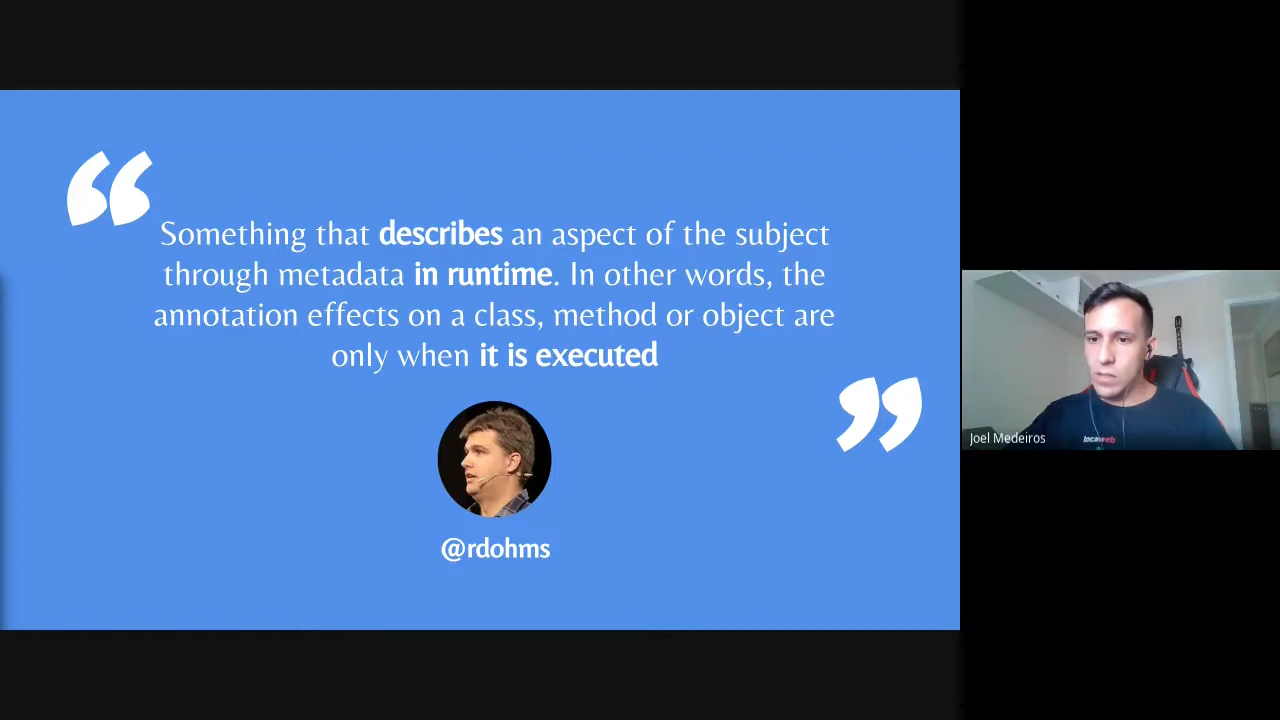 “
Something that describes an aspect of the subject
through metadata in runtime. In other words, the
annotation effects on a class, method or object are
only when it is executed
”
@rdohms
Joel Medeiros
locaweb